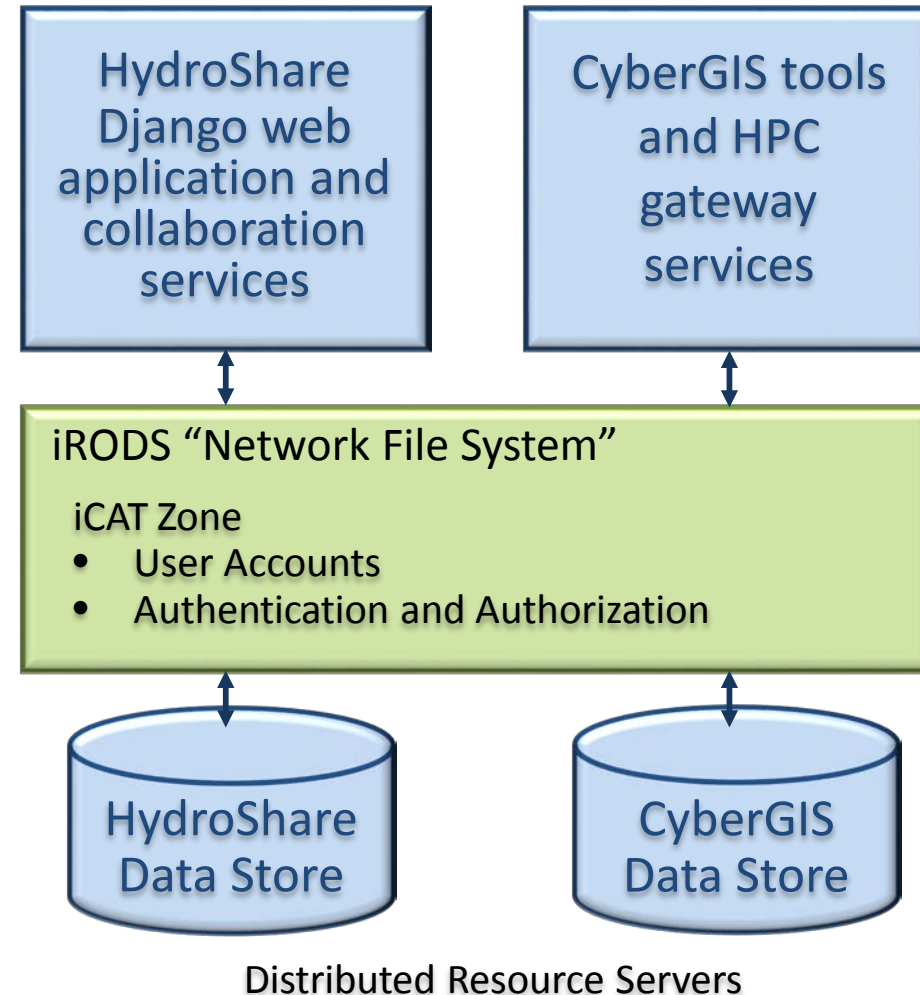 HydroShare
Django web
application and
collaboration
services
CyberGIS tools
and HPC
gateway
services
iRODS “Network File System”
iCAT Zone
• User Accounts
• Authentication and Authorization
HydroShare
Data Store
CyberGIS
Data Store
Distributed Resource Servers